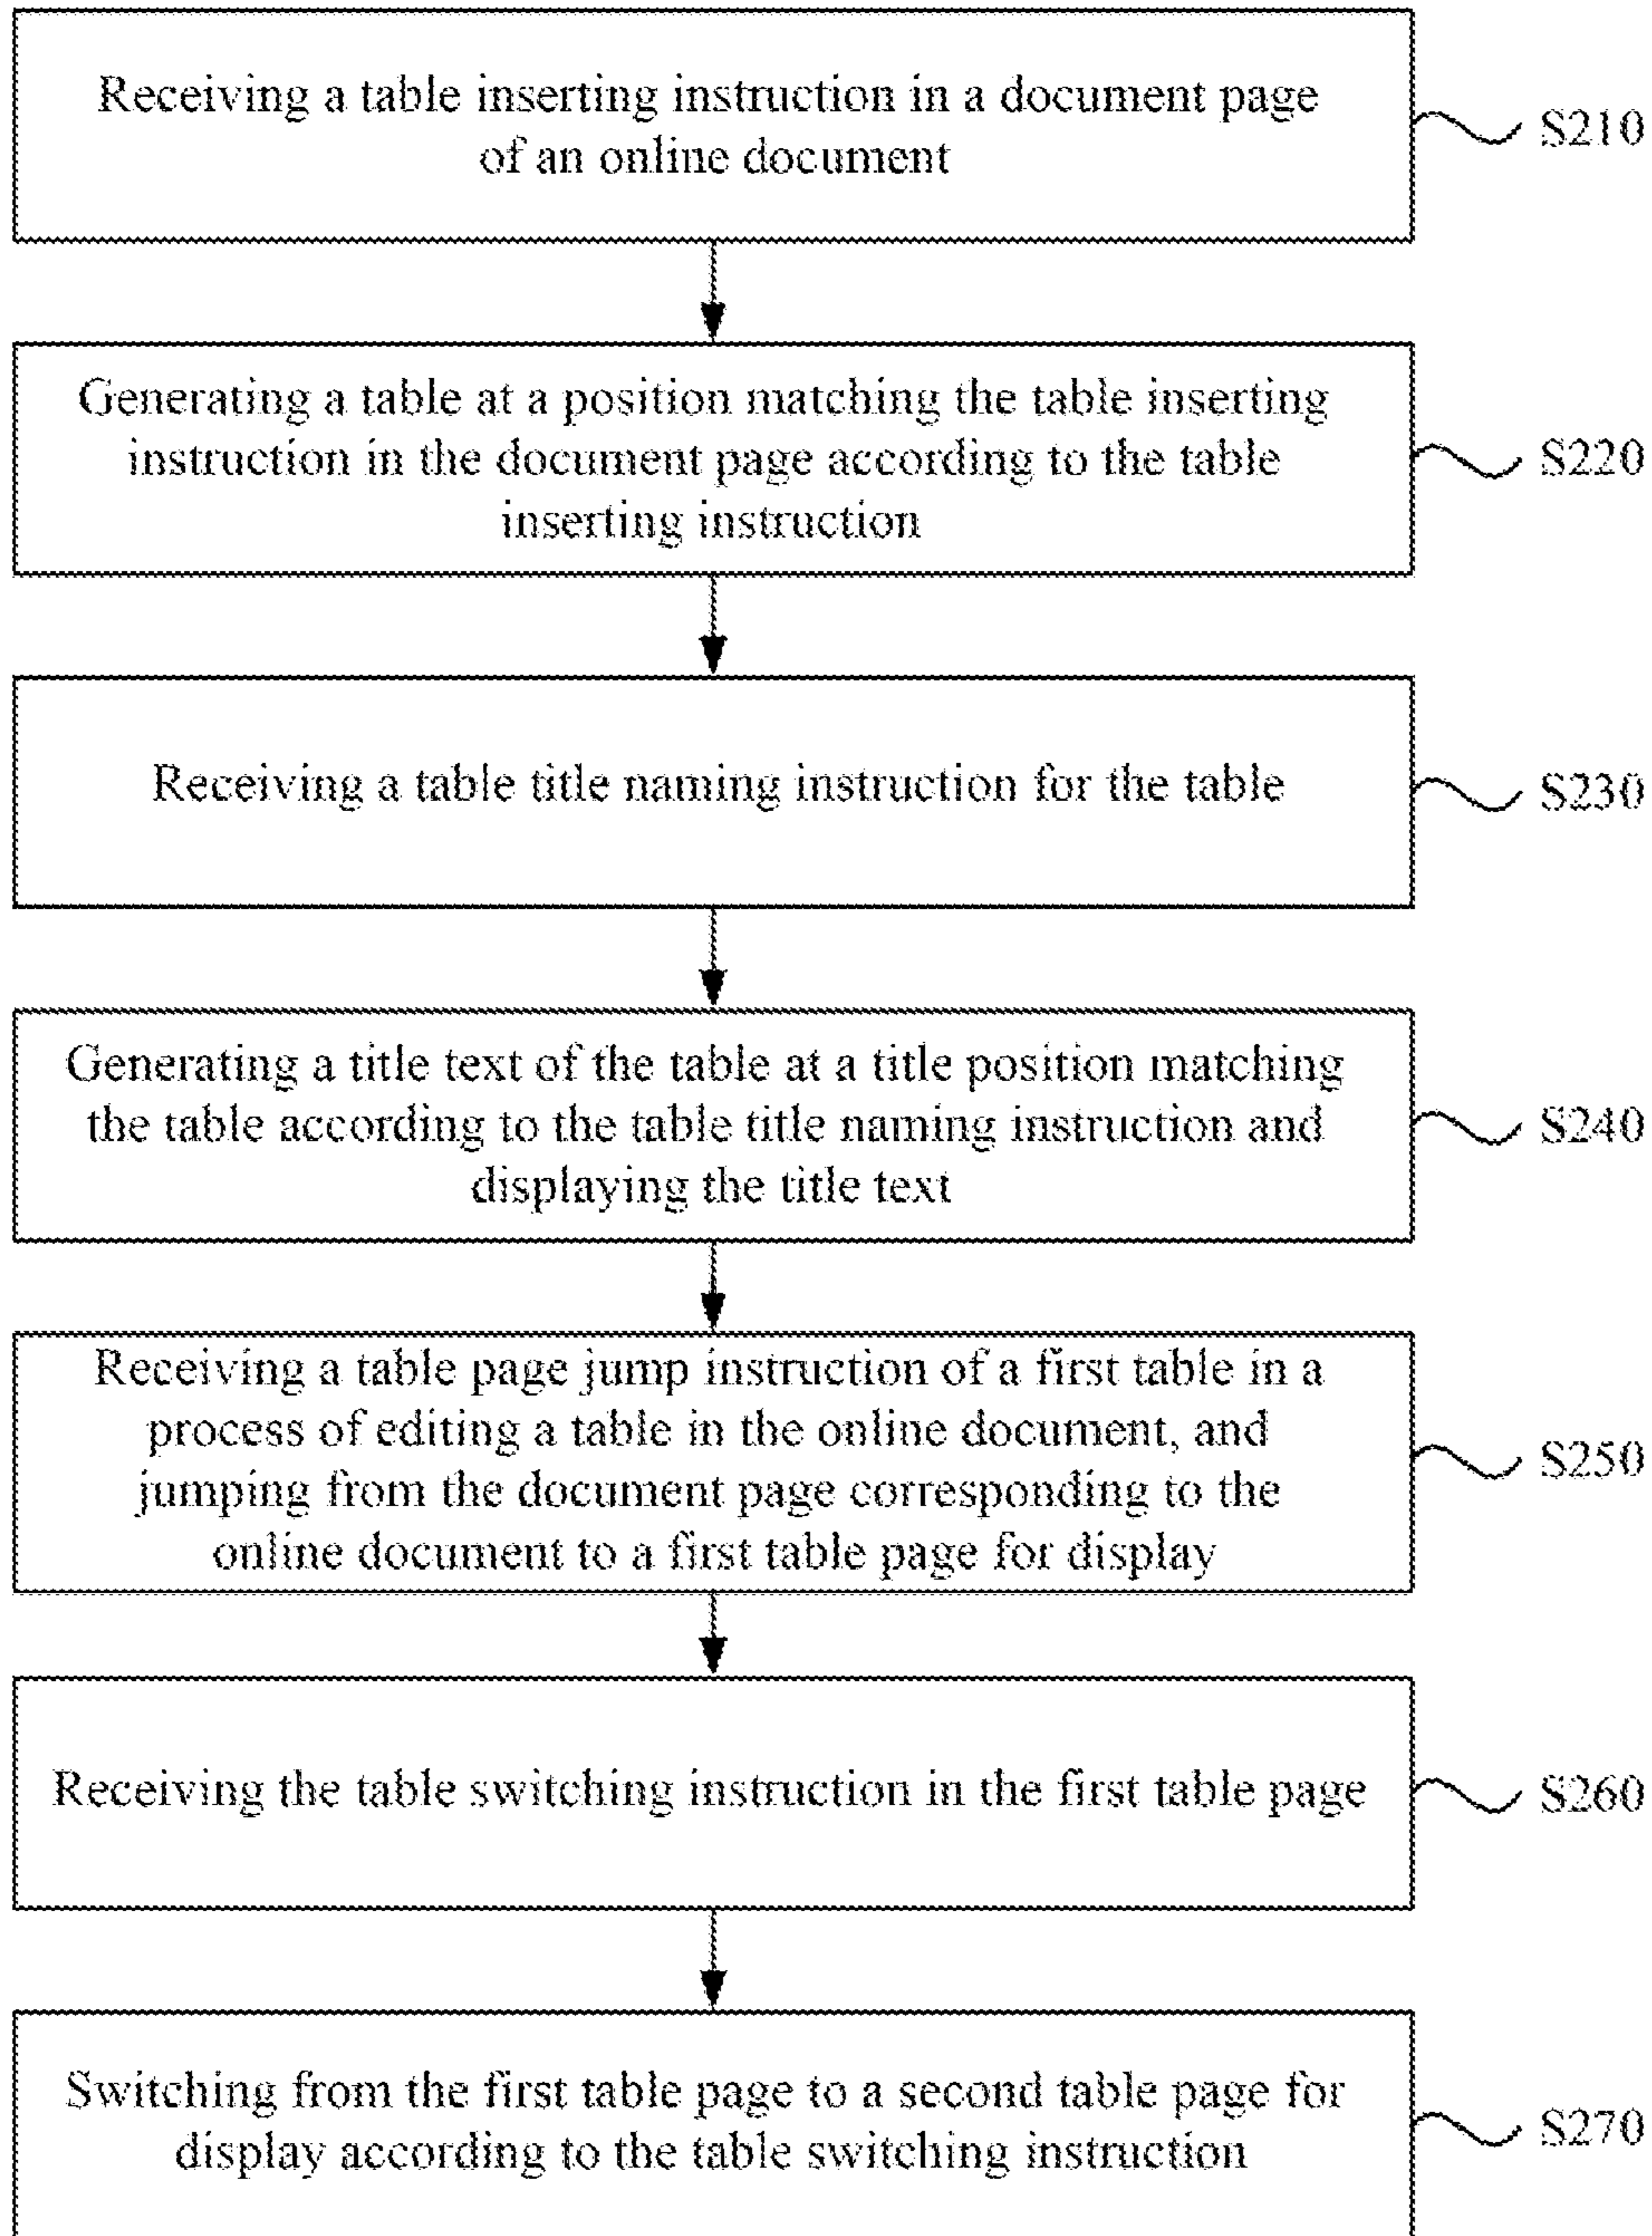 Receiving a table inserting instruction in a document page
of an online document
S210
Generating a table at a position matching the table inserting
instruction in the document page according to the table
inserting instruction
S220
Receiving a table title naming instruction for the table
S230
Generating a title text of the table at a title position matching
the table according to the table title naming instruction and
displaying the title text
S240
Receiving a table page jump instruction of a first table in a
process of editing a table in the online document, and
jumping from the document page corresponding to the
online document to a first table page for display
S250
Receiving the table switching instruction in the first table page
S260
Switching from the first table page to a second table page for
display according to the table switching instruction
S270